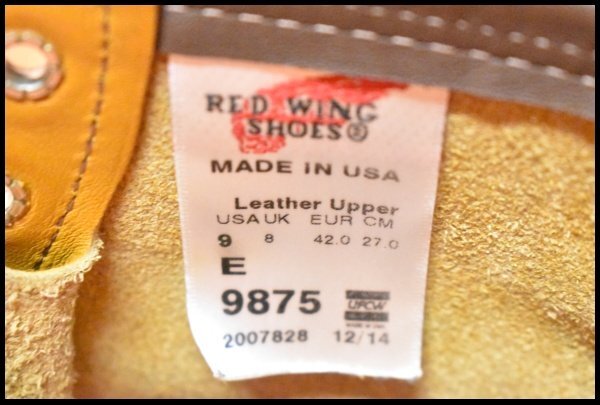 RED WING
SHOES®
MADE IN USA
Leather Upper
USA UK EUR CM
9 8 42.0 27.0
E
9875
UFCW
2007828 12/14